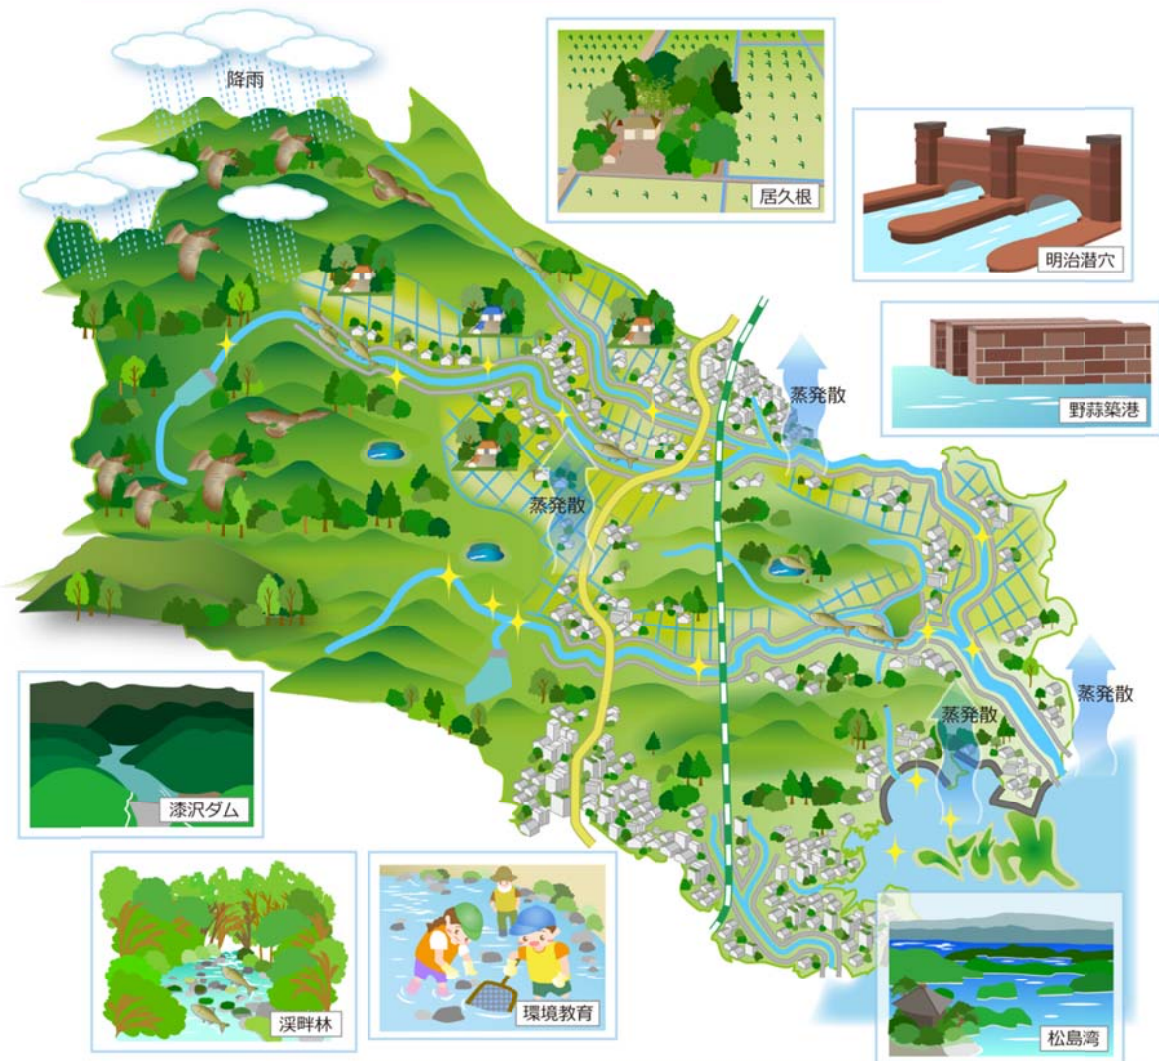 降雨
居久根
明治潜穴
野蒜築港
蒸発散
蒸発散
蒸発散
蒸発散
漆沢ダム
渓畔林
環境教育
松島湾